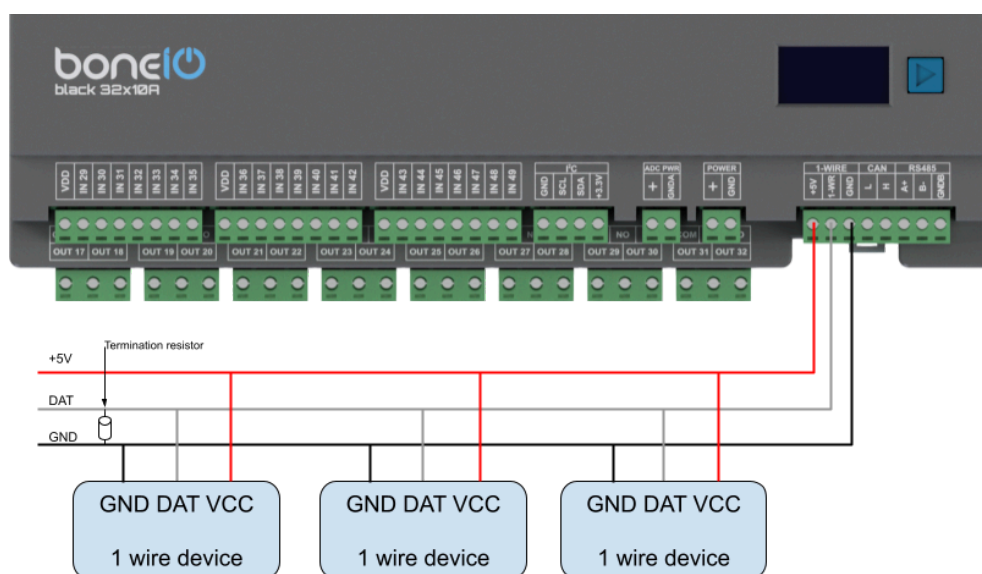 boneIO
black 32x10A
VDD IN 29 IN 30 IN 31 IN 32 IN 33 IN 34 IN 35
VDD IN 36 IN 37 IN 38 IN 39 IN 40 IN 41 IN 42
VDD IN 43 IN 44 IN 45 IN 46 IN 47 IN 48 IN 49
I²C
GND SCL SDA +3.3V
ADC PWR
+ GNDA
POWER
+ GND
1-WIRE CAN RS485
+5V 1-WR GND L H A+ B- GNDB
NO
OUT 17 OUT 18 OUT 19 OUT 20 OUT 21 OUT 22 OUT 23 OUT 24 OUT 25 OUT 26 OUT 27 OUT 28 OUT 29 OUT 30 OUT 31 OUT 32
Termination resistor
+5V
DAT
GND
GND DAT VCC
1 wire device
GND DAT VCC
1 wire device
GND DAT VCC
1 wire device